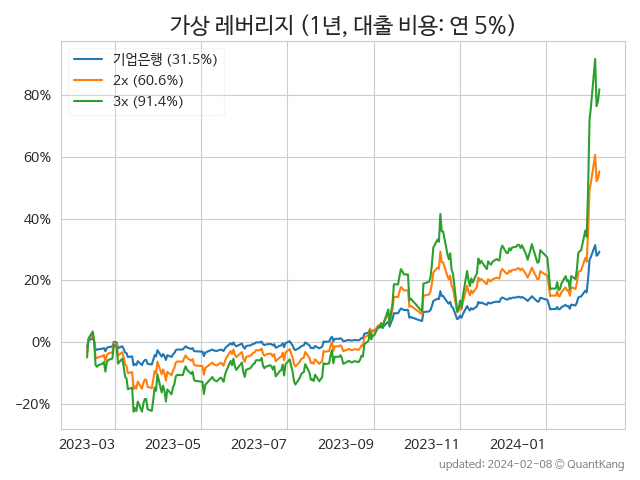 가상 레버리지 (1년, 대출 비용: 연 5%)
기업은행 (31.5%)
2x (60.6%)
3x (91.4%)
80%
60%
40%
20%
0%
−20%
2023-03 2023-05 2023-07 2023-09 2023-11 2024-01
updated: 2024-02-08 © QuantKang